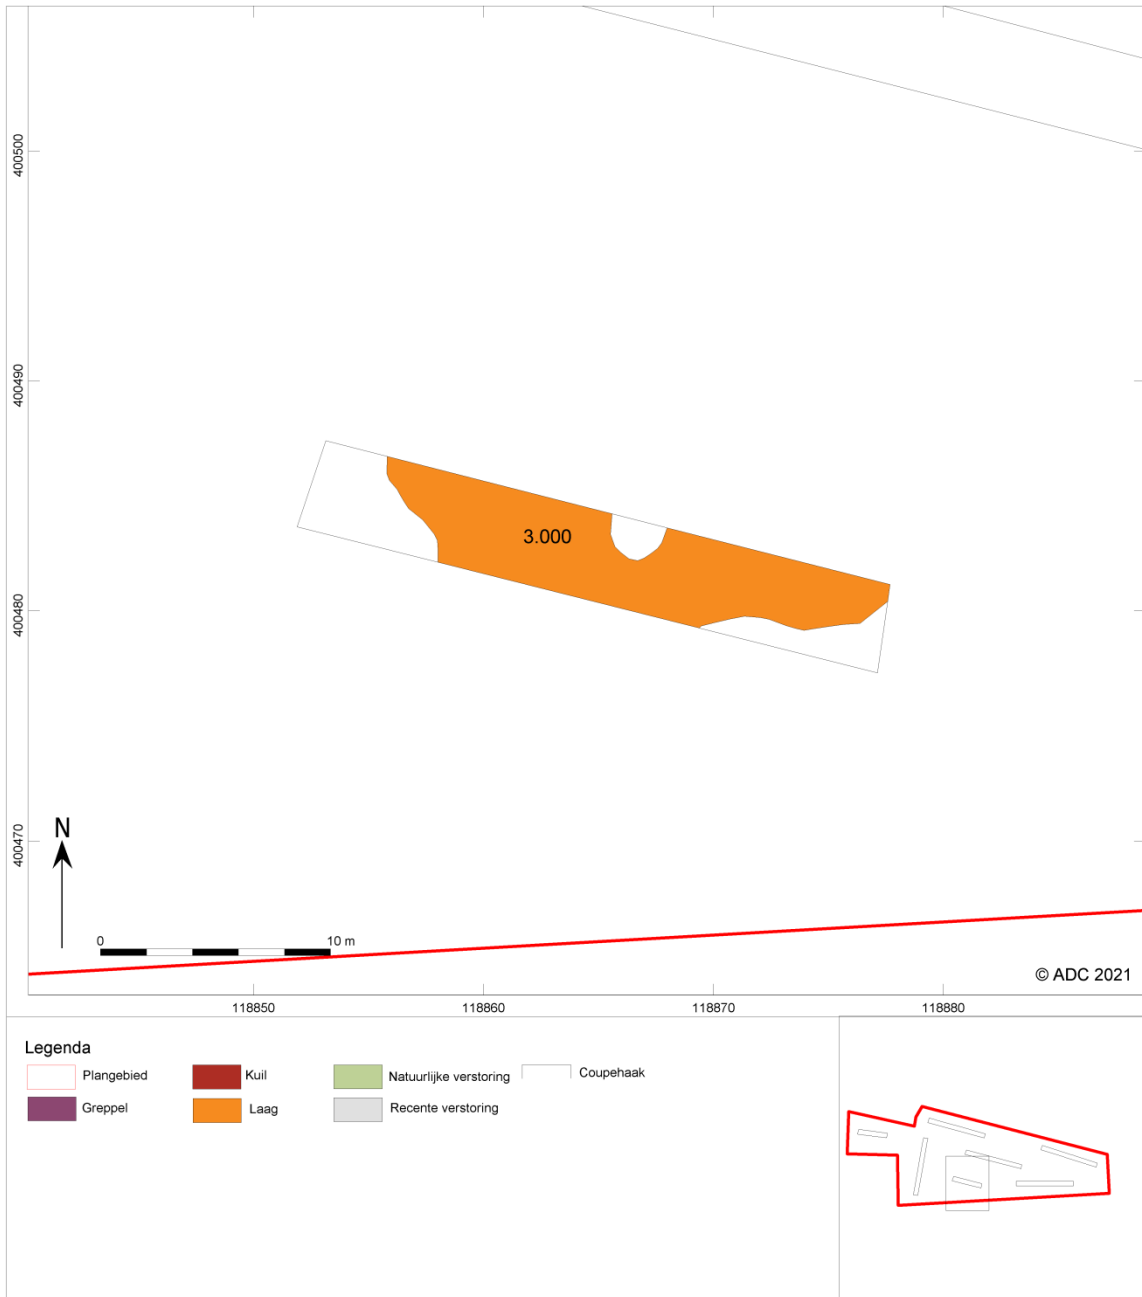 400500
400490
400480
400470
3.000
N
0 10 m
© ADC 2021
118850 118860 118870 118880
Legenda
Plangebied Kuil Natuurlijke verstoring Coupehaak
Greppel Laag Recente verstoring